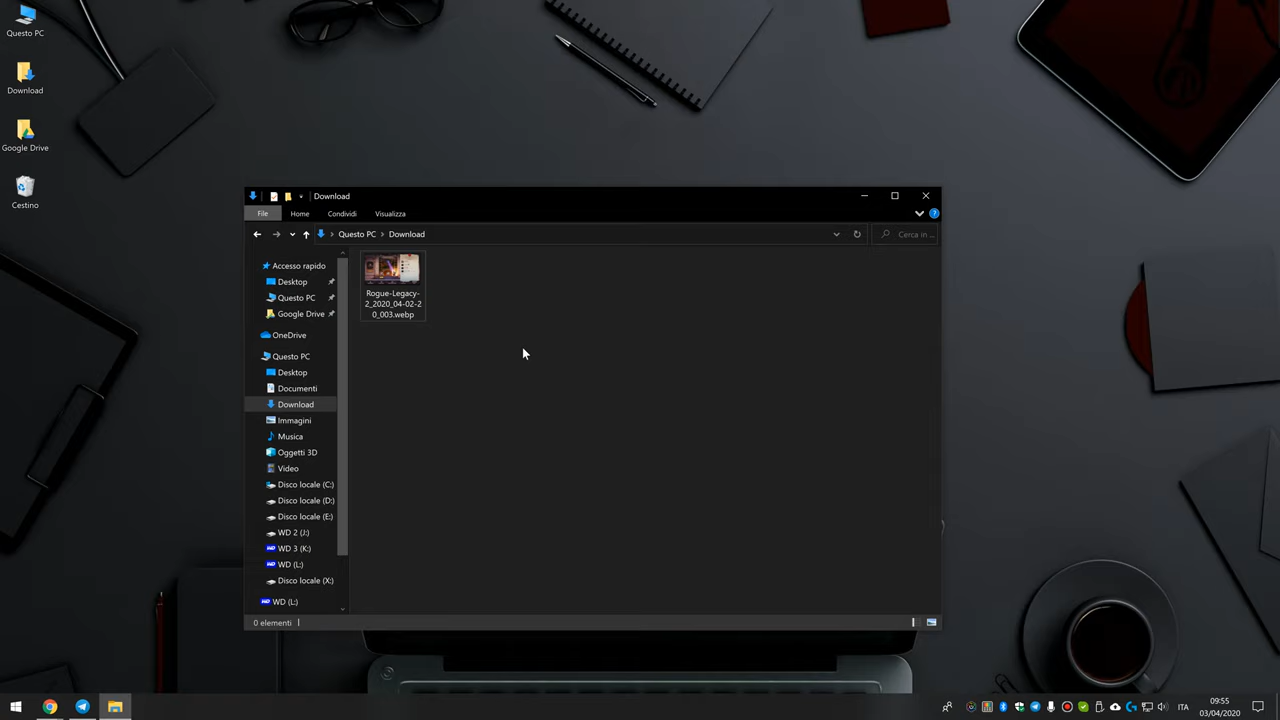 Questo PC
Download
Google Drive
Cestino
Download
File
Home
Condividi
Visualizza
Questo PC
Download
Cerca in ...
Accesso rapido
Desktop
Questo PC
Google Drive
OneDrive
Questo PC
Desktop
Documenti
Download
Immagini
Musica
Oggetti 3D
Video
Disco locale (C:)
Disco locale (D:)
Disco locale (E:)
WD 2 (J:)
WD 3 (K:)
WD (L:)
Disco locale (X:)
WD (L:)
Rogue-Legacy-
2_2020_04-02-2
0_003.webp
0 elementi
ITA
09:55
03/04/2020